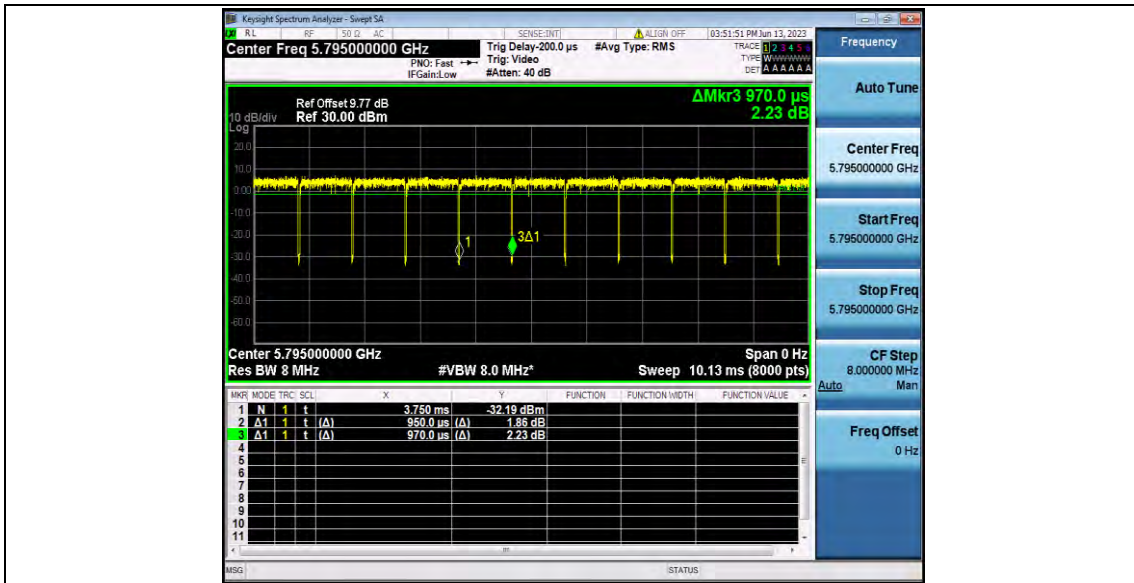 Keysight Spectrum Analyzer - Swept SA
RL RF 50 Ω AC SENSE:INT ALIGN OFF 03:51:51 PM Jun 13, 2023
Center Freq 5.795000000 GHz Trig Delay-200.0 µs #Avg Type: RMS TRACE 1 2 3 4 5 6
PNO: Fast Trig: Video TYPE W
IFGain:Low #Atten: 40 dB DET A A A A A A
ΔMkr3 970.0 µs
Ref Offset 9.77 dB
10 dB/div Ref 30.00 dBm 2.23 dB
Log
20.0
10.0
0.00
-10.0
-20.0
-30.0
-40.0
-50.0
-60.0
1
3Δ1
Center 5.795000000 GHz Span 0 Hz
Res BW 8 MHz #VBW 8.0 MHz* Sweep 10.13 ms (8000 pts)
MKR MODE TRC SCL X Y FUNCTION FUNCTION WIDTH FUNCTION VALUE
1 N 1 t 3.750 ms -32.19 dBm
2 Δ1 1 t (Δ) 950.0 µs (Δ) 1.86 dB
3 Δ1 1 t (Δ) 970.0 µs (Δ) 2.23 dB
4
5
6
7
8
9
10
11
MSG STATUS
Frequency
Auto Tune
Center Freq
5.795000000 GHz
Start Freq
5.795000000 GHz
Stop Freq
5.795000000 GHz
CF Step
8.000000 MHz
Auto Man
Freq Offset
0 Hz